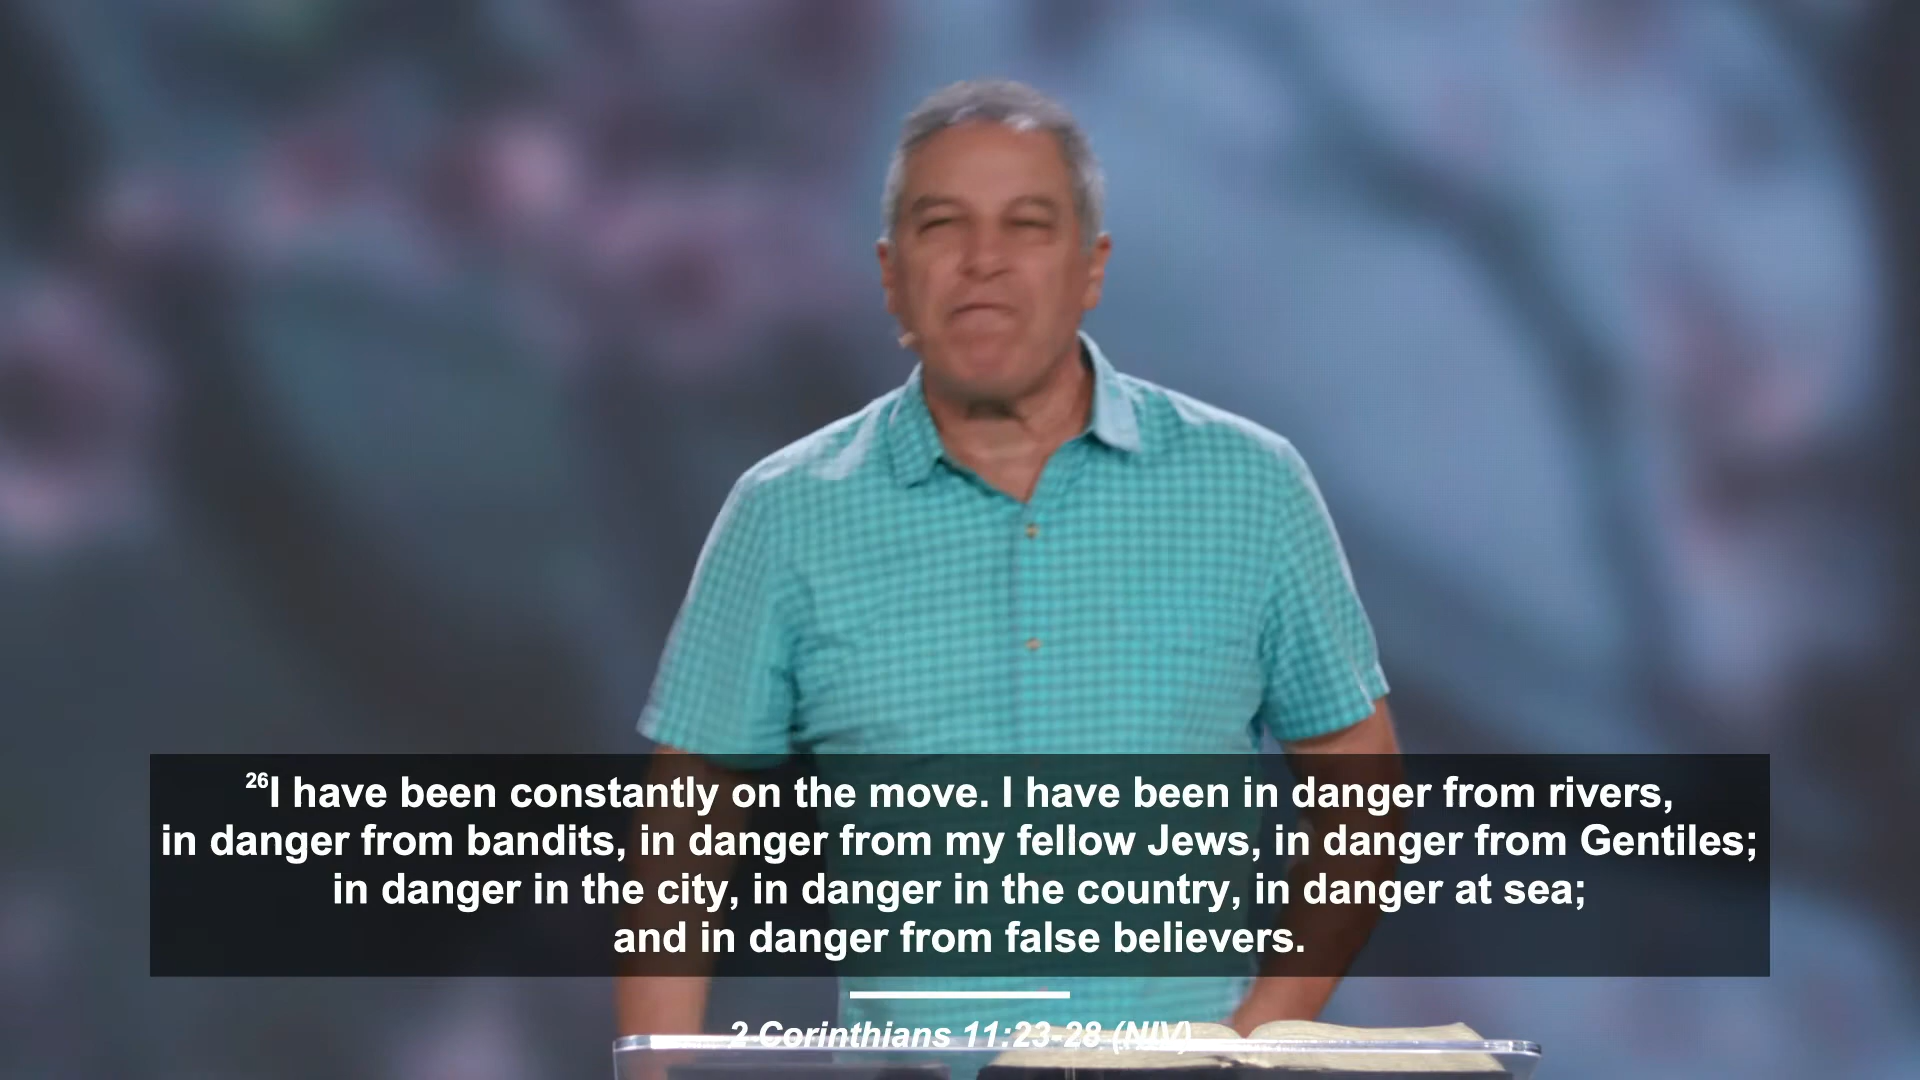 26I have been constantly on the move. I have been in danger from rivers,
in danger from bandits, in danger from my fellow Jews, in danger from Gentiles;
in danger in the city, in danger in the country, in danger at sea;
and in danger from false believers.
2 Corinthians 11:23-28 (NIV)